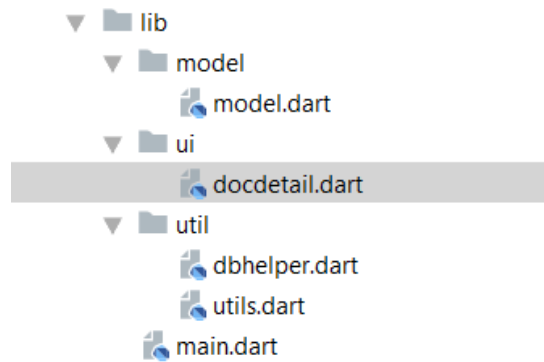 lib
model
model.dart
ui
docdetail.dart
util
dbhelper.dart
utils.dart
main.dart